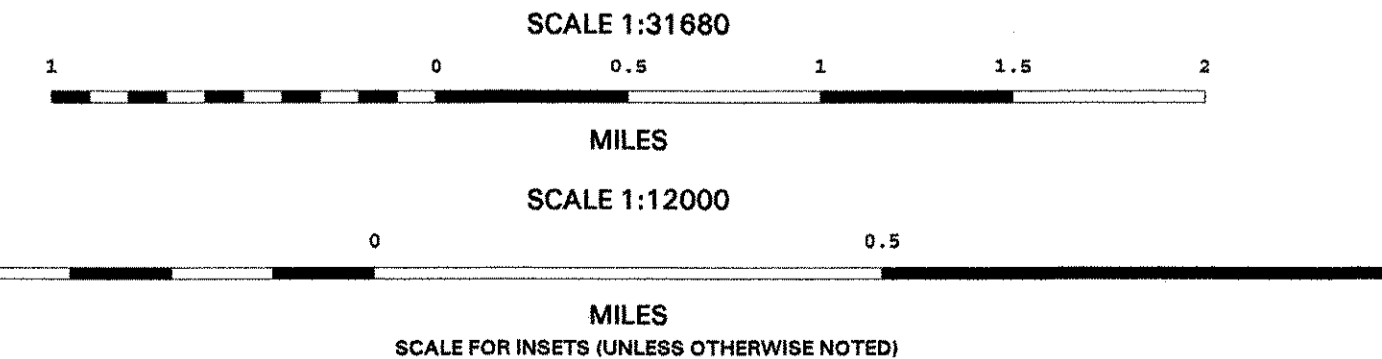 SCALE 1:31680
1 0 0.5 1 1.5 2
MILES
SCALE 1:12000
0 0.5
MILES
SCALE FOR INSETS (UNLESS OTHERWISE NOTED)